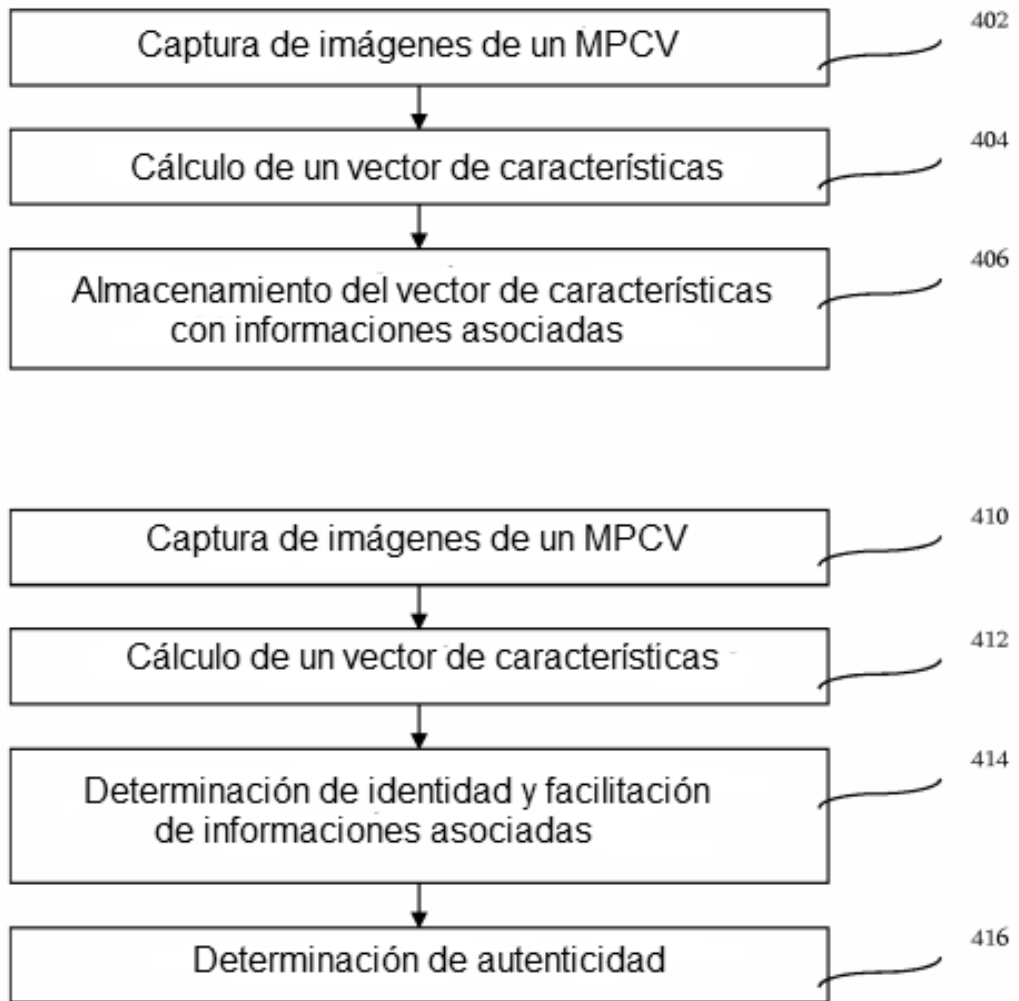 Captura de imágenes de un MPCV
402
Cálculo de un vector de características
404
Almacenamiento del vector de características
con informaciones asociadas
406
Captura de imágenes de un MPCV
410
Cálculo de un vector de características
412
Determinación de identidad y facilitación
de informaciones asociadas
414
Determinación de autenticidad
416